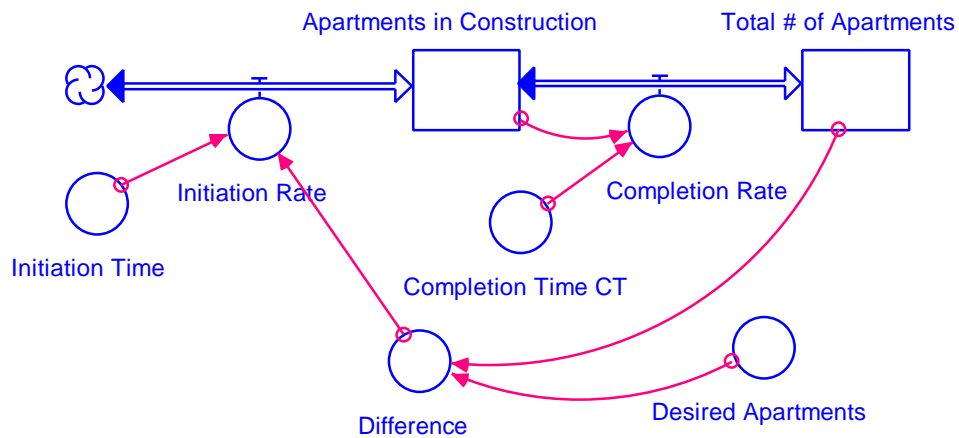 Apartments in Construction
Total # of Apartments
Initiation Rate
Completion Rate
Initiation Time
Completion Time CT
Difference
Desired Apartments